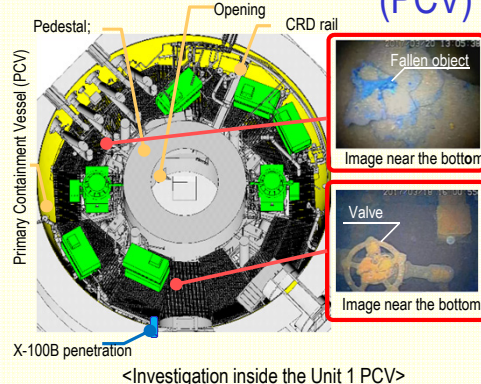 (PCV)
Opening
Pedestal;
CRD rail
Primary Containment Vessel (PCV)
Fallen object
Image near the bottom
Valve
Image near the bottom
X-100B penetration
<Investigation inside the Unit 1 PCV>